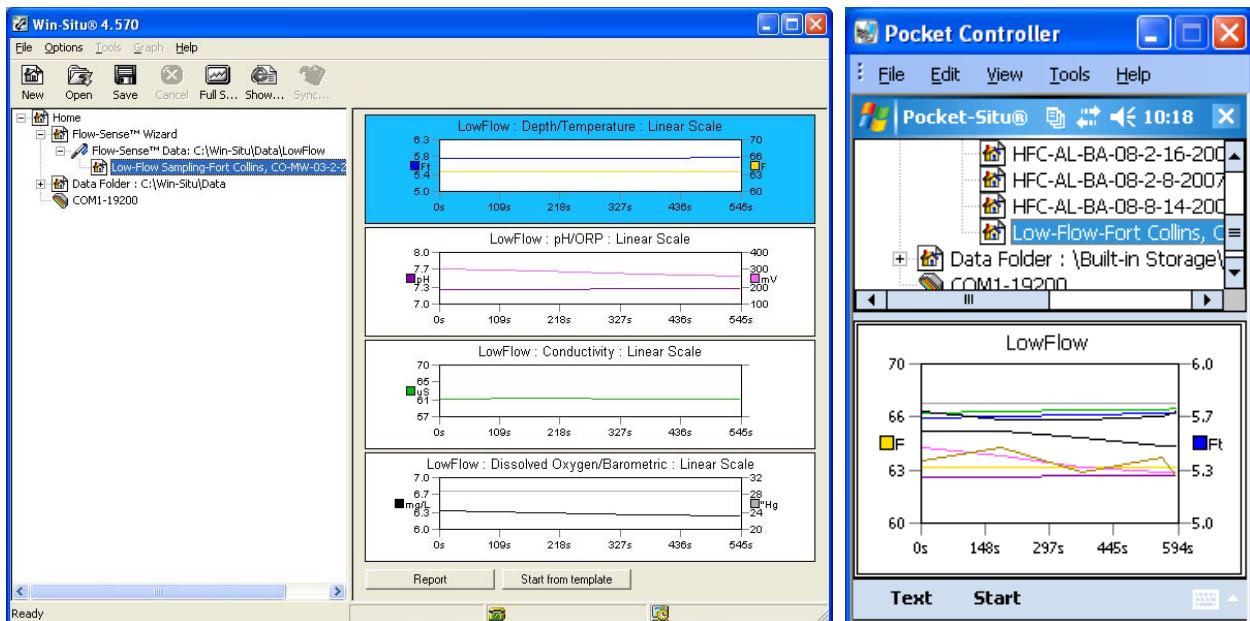 Win-Situ® 4.570
File Options Tools Graph Help
New Open Save Cancel Full S... Show... Sync...
Home
Flow-Sense™ Wizard
Flow-Sense™ Data: C:\Win-Situ\Data\LowFlow
Low-Flow Sampling-Fort Collins, CO-MW-03-2-2
Data Folder : C:\Win-Situ\Data
COM1-19200
LowFlow : Depth/Temperature : Linear Scale
6.3 70
5.8 66
Ft F
5.4 63
5.0 60
0s 109s 218s 327s 436s 545s
LowFlow : pH/ORP : Linear Scale
8.0 400
7.7 300
pH mV
7.3 200
7.0 100
0s 109s 218s 327s 436s 545s
LowFlow : Conductivity : Linear Scale
70
65
uS
61
57
0s 109s 218s 327s 436s 545s
LowFlow : Dissolved Oxygen/Barometric : Linear Scale
7.0 32
6.7 28
mg/L "Hg
6.3 24
6.0 20
0s 109s 218s 327s 436s 545s
Report Start from template
Ready
Pocket Controller
File Edit View Tools Help
Pocket-Situ® 10:18
HFC-AL-BA-08-2-16-200
HFC-AL-BA-08-2-8-2007
HFC-AL-BA-08-8-14-200
Low-Flow-Fort Collins, C
Data Folder : \Built-in Storage\
COM1-19200
LowFlow
70 6.0
66 5.7
F Ft
63 5.3
60 5.0
0s 148s 297s 445s 594s
Text Start